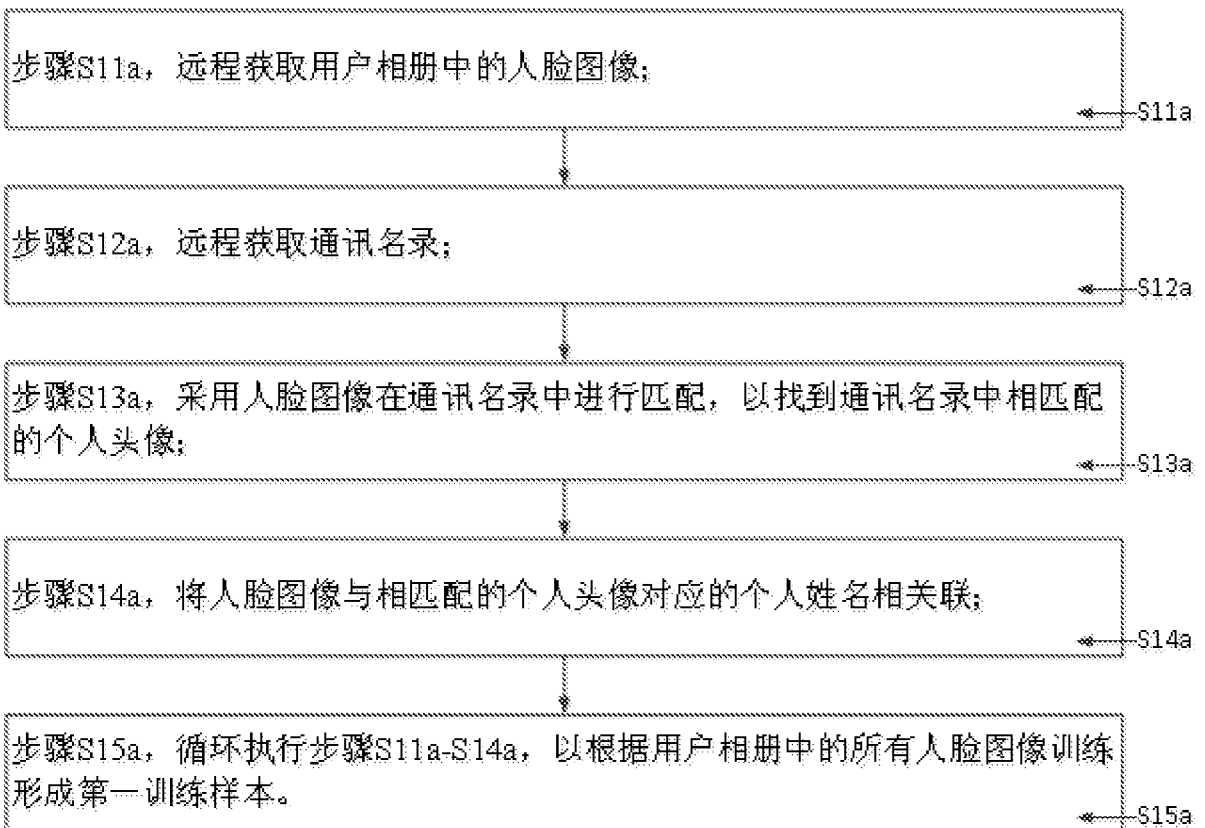 步骤S11a，远程获取用户相册中的人脸图像；
S11a
步骤S12a，远程获取通讯名录；
S12a
步骤S13a，采用人脸图像在通讯名录中进行匹配，以找到通讯名录中相匹配
的个人头像；
S13a
步骤S14a，将人脸图像与相匹配的个人头像对应的个人姓名相关联；
S14a
步骤S15a，循环执行步骤S11a-S14a，以根据用户相册中的所有人脸图像训练
形成第一训练样本。
S15a